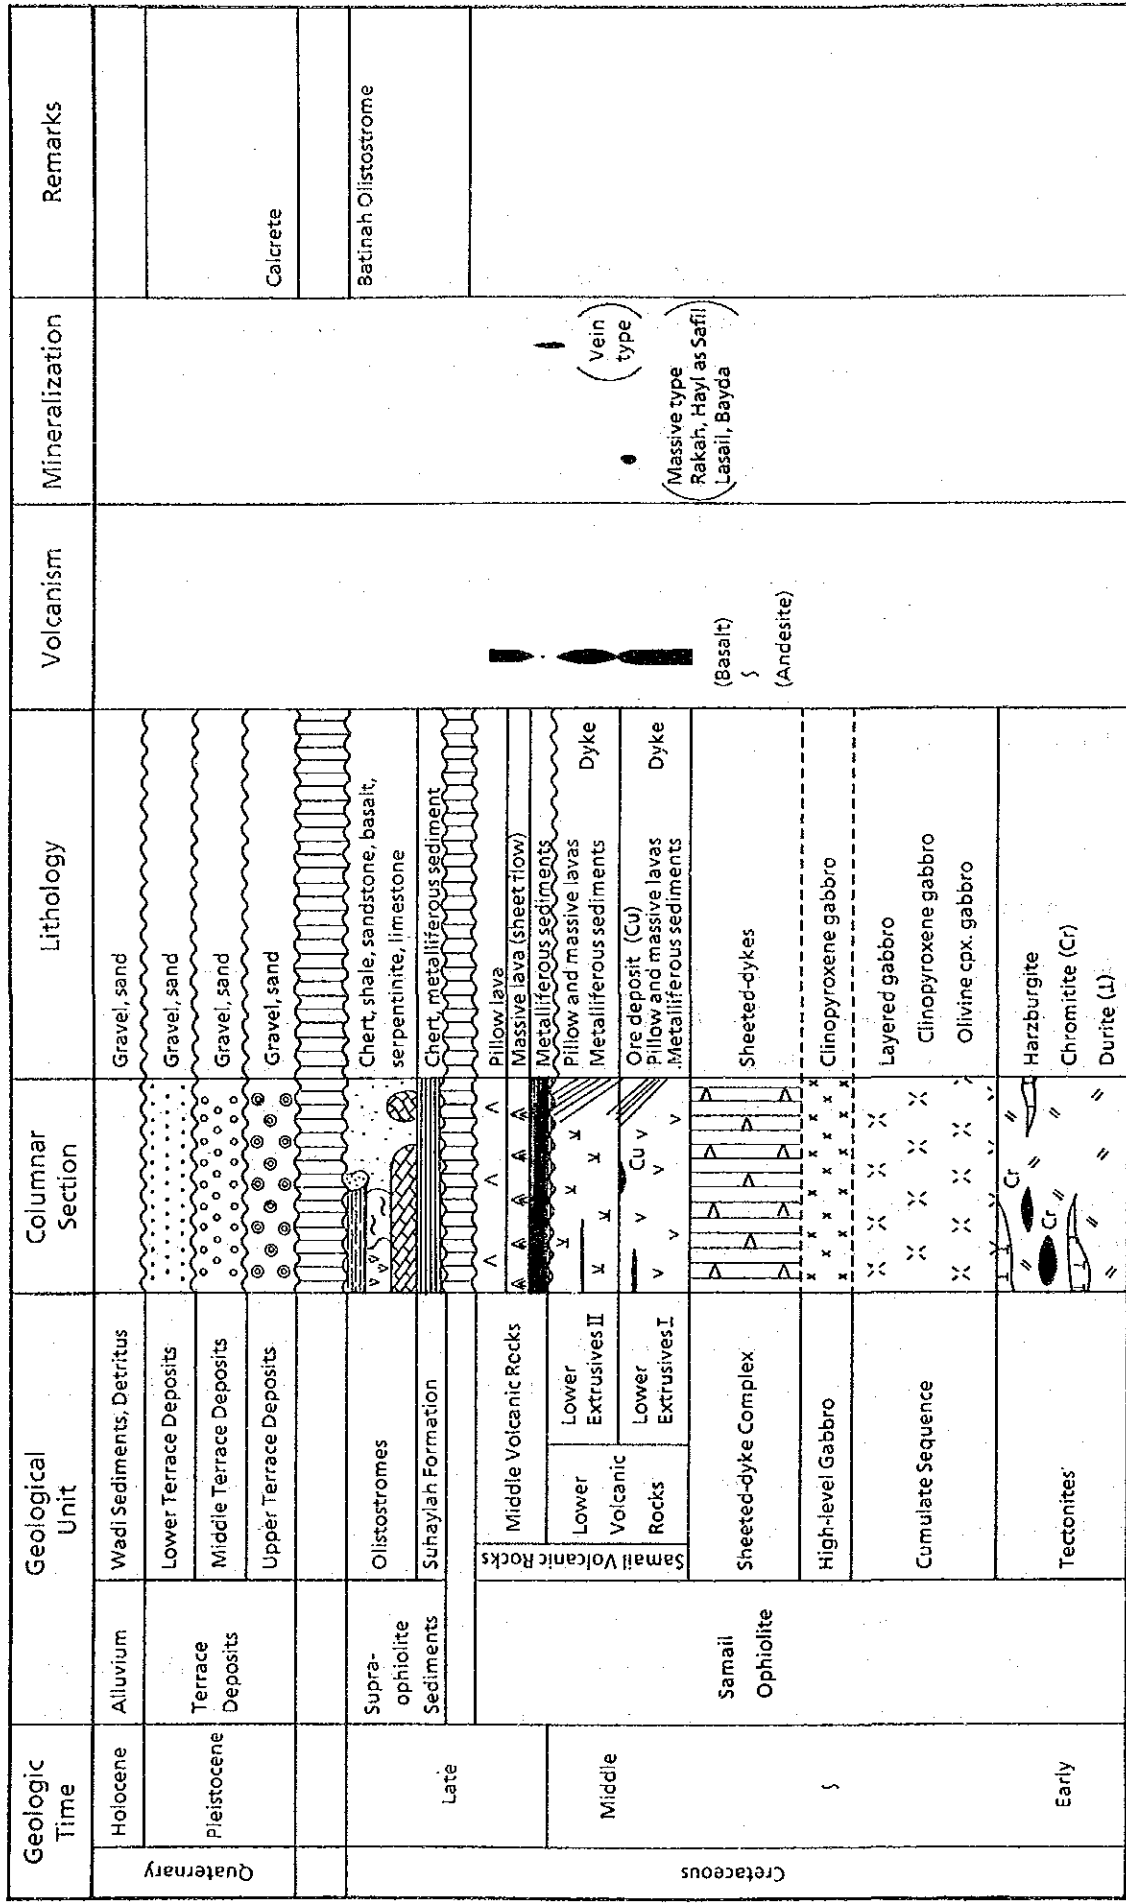 Geologic
Time
Geological
Unit
Columnar
Section
Lithology
Volcanism
Mineralization
Remarks
Quaternary
Holocene
Alluvium
Wadi Sediments, Detritus
Gravel, sand
Pleistocene
Terrace
Deposits
Lower Terrace Deposits
Gravel, sand
Middle Terrace Deposits
Gravel, sand
Upper Terrace Deposits
Gravel, sand
Calcrete
Cretaceous
Late
Supra-
ophiolite
Sediments
Olistostromes
Chert, shale, sandstone, basalt,
serpentinite, limestone
Batinah Olistostrome
Suhaylah Formation
Chert, metalliferous sediment
Samail
Ophiolite
Samail Volcanic Rocks
Middle Volcanic Rocks
Pillow lava
Massive lava (sheet flow)
Metalliferous sediments
Middle
Lower
Volcanic
Rocks
Lower
Extrusives II
Pillow and massive lavas
Metalliferous sediments
Dyke
(Vein
type)
Lower
Extrusives I
Cu
Ore deposit (Cu)
Pillow and massive lavas
Metalliferous sediments
Dyke
(Massive type
Rakah, Hayl as Safil
Lasail, Bayda)
Sheeted-dyke Complex
Sheeted-dykes
(Basalt)
∫
(Andesite)
∫
High-level Gabbro
Clinopyroxene gabbro
Cumulate Sequence
Layered gabbro
Clinopyroxene gabbro
Olivine cpx. gabbro
Early
Tectonites
Cr
Cr
Harzburgite
Chromitite (Cr)
Durite (⊥)